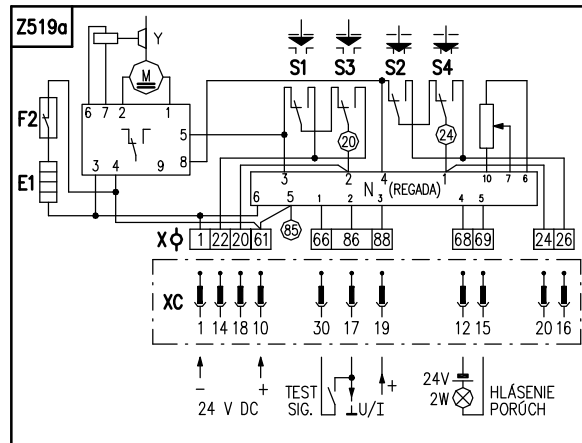 Z519a
Y
M
S1 S3 S2 S4
F2
6 7 2 1
5
8
3 4 9
E1
20
24
3 2 4 1 10 7 6
N (REGADA)
6 5 1 2 3 4 5
85
X 1 22 20 61 66 86 88 68 69 24 26
XC
1 14 18 10 30 17 19 12 15 20 16
− +
24 V DC
TEST
SIG.
U/I
+
24V
2W
HLÁSENIE
PORÚCH